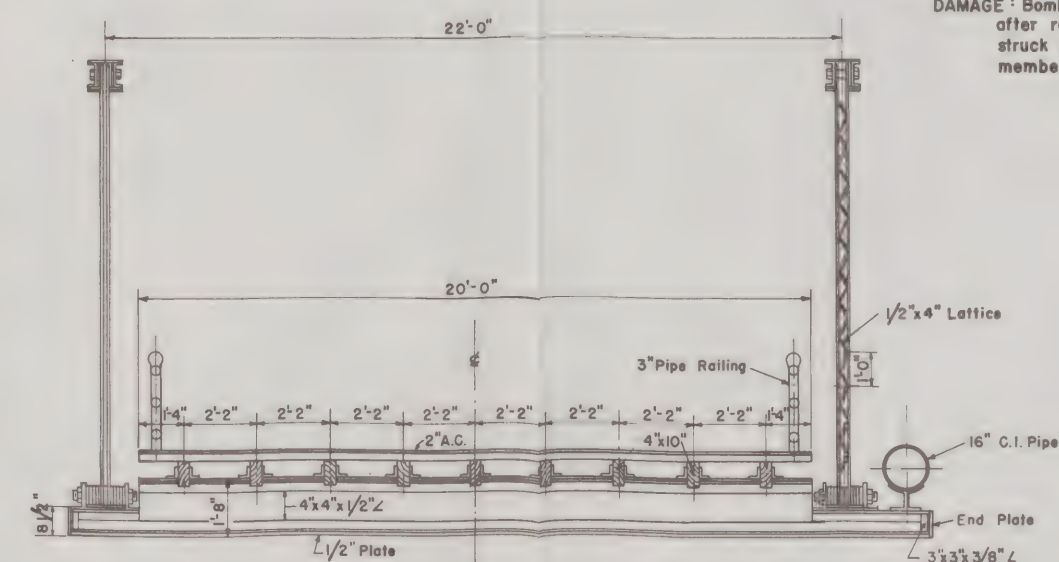 DAMAGE : Bom
after r
struck
membe
22'-0"
20'-0"
1/2"x4" Lattice
1'-0"
3" Pipe Railing
℄
1'-4" 2'-2" 2'-2" 2'-2" 2'-2" 2'-2" 2'-2" 2'-2" 2'-2" 1'-4"
2" A.C.
4"x10"
16" C.I. Pipe
8 1/2"
1'-8"
4"x4"x1/2" ∠
End Plate
1/2" Plate
3"x3"x3/8" ∠